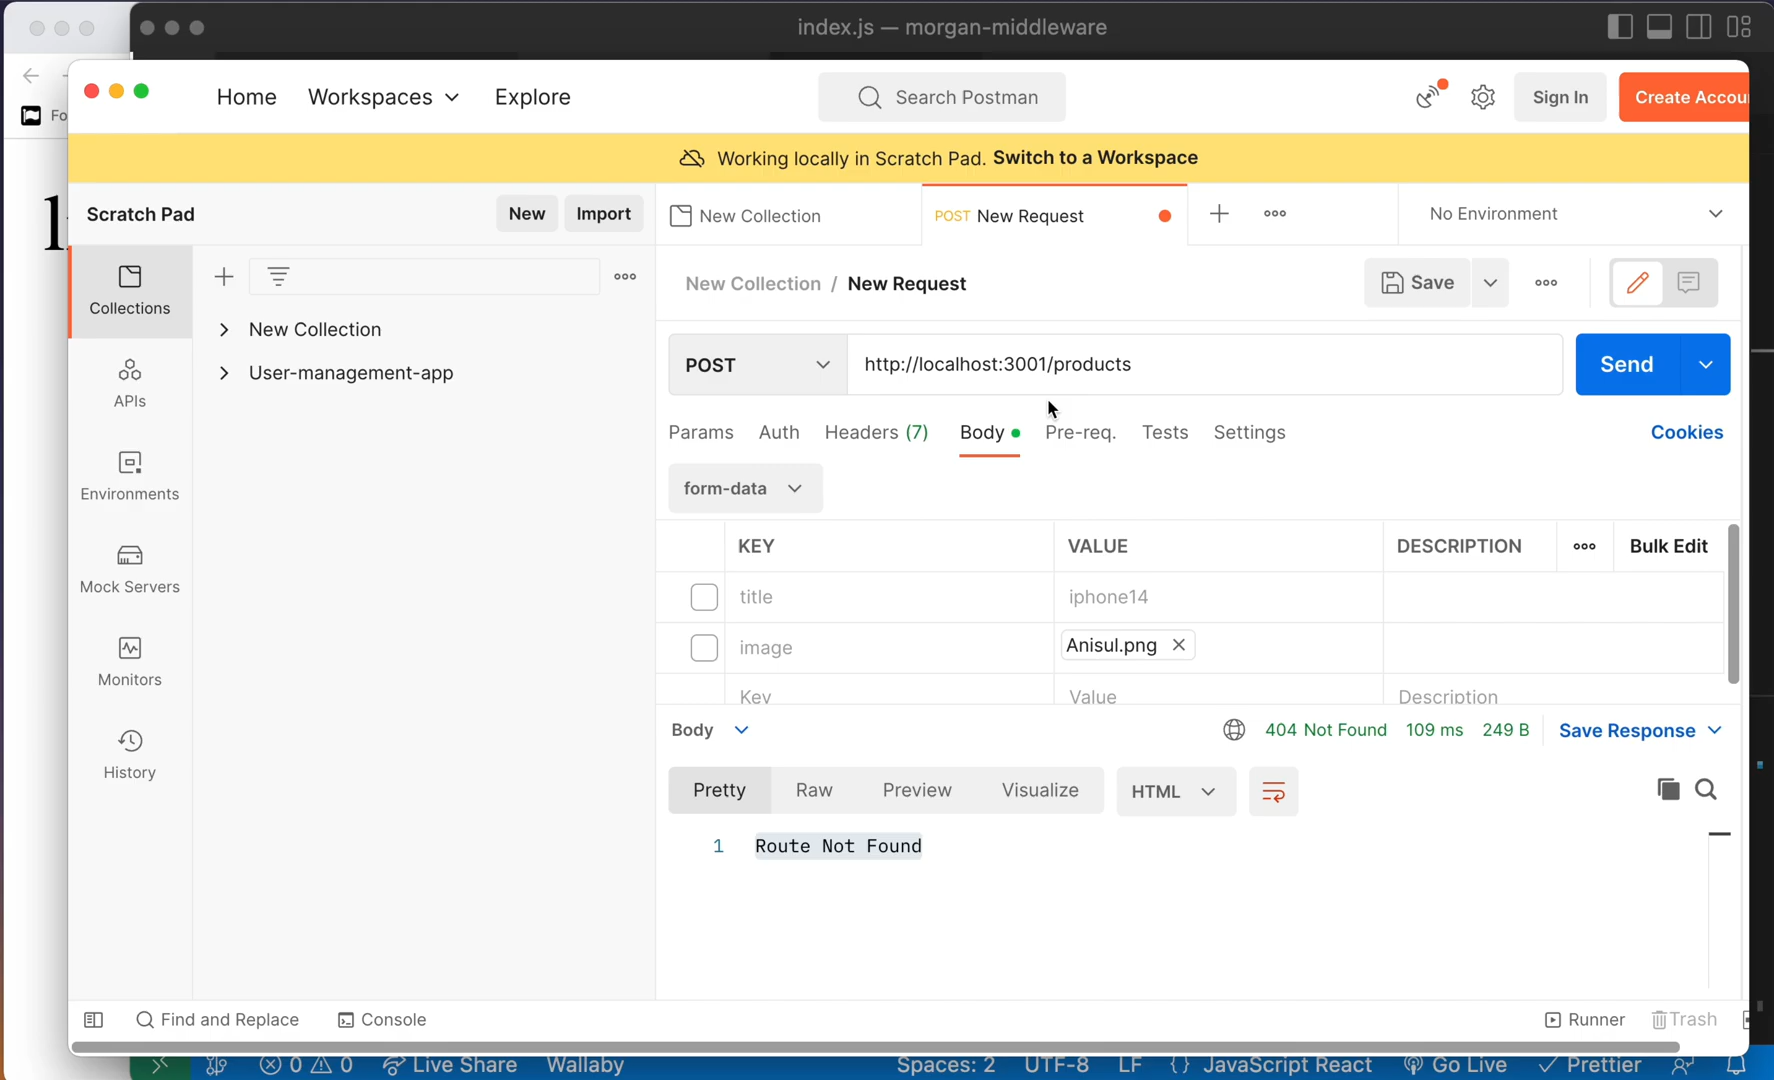 index.js — morgan-middleware
Home Workspaces Explore Search Postman Sign In Create Accou
Fo
Working locally in Scratch Pad. Switch to a Workspace
Scratch Pad New Import New Collection POST New Request No Environment
Collections
New Collection / New Request Save
New Collection
User-management-app
POST http://localhost:3001/products Send
APIs
Params Auth Headers (7) Body Pre-req. Tests Settings Cookies
Environments
form-data
KEY VALUE DESCRIPTION Bulk Edit
Mock Servers
title iphone14
image Anisul.png
Monitors
Key Value Description
Body 404 Not Found 109 ms 249 B Save Response
History
Pretty Raw Preview Visualize HTML
1 Route Not Found
Find and Replace Console Runner Trash
0 0 Live Share Wallaby Spaces: 2 UTF-8 LF {} JavaScript React Go Live Prettier